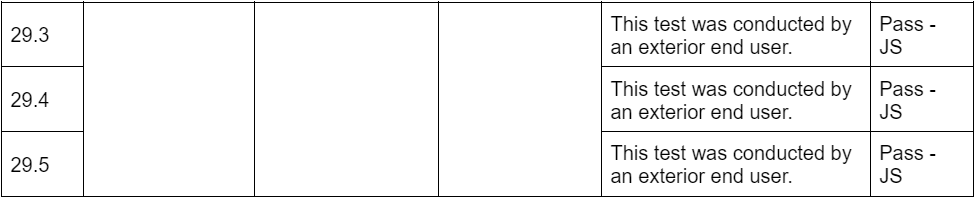 29.3
This test was conducted by
an exterior end user.
Pass -
JS
29.4
This test was conducted by
an exterior end user.
Pass -
JS
29.5
This test was conducted by
an exterior end user.
Pass -
JS